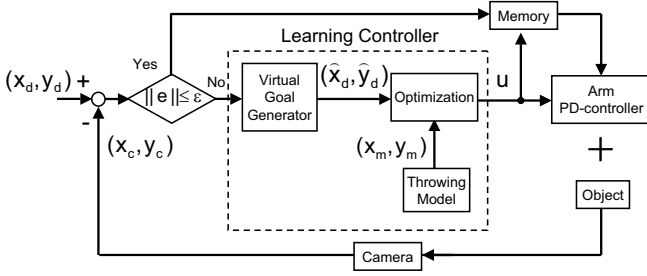 Learning Controller
Memory
Yes
(x_d,y_d) +
|| e || ≤ ε
No
-
(x_c,y_c)
Virtual
Goal
Generator
(x̂_d,ŷ_d)
Optimization
u
Arm
PD-controller
(x_m,y_m)
+
Throwing
Model
Object
Camera